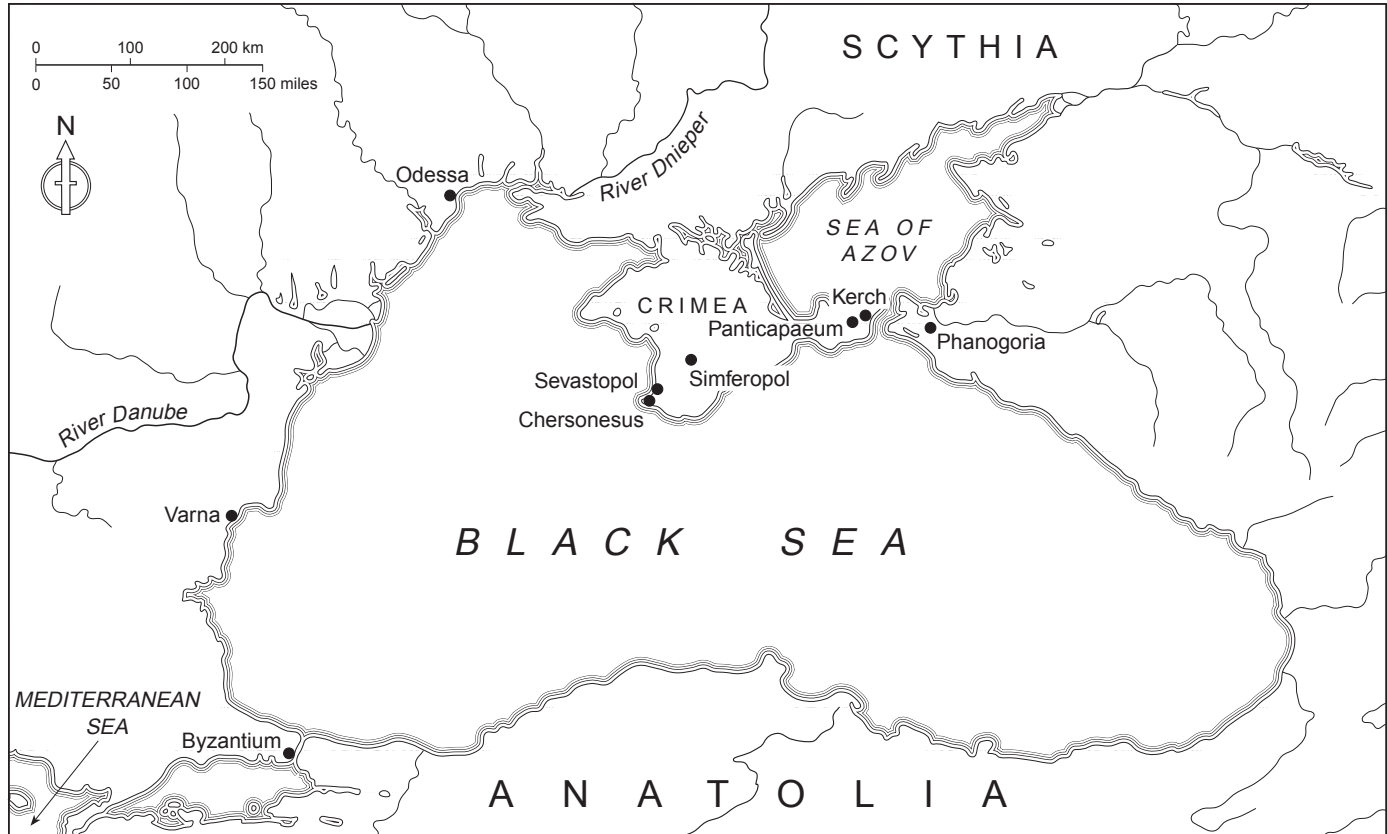 SCYTHIA
0 100 200 km
0 50 100 150 miles
N
River Dnieper
Odessa
SEA OF
AZOV
Kerch
CRIMEA
Panticapaeum
Phanogoria
Simferopol
Sevastopol
Chersonesus
River Danube
Varna
BLACK SEA
MEDITERRANEAN
SEA
Byzantium
ANATOLIA